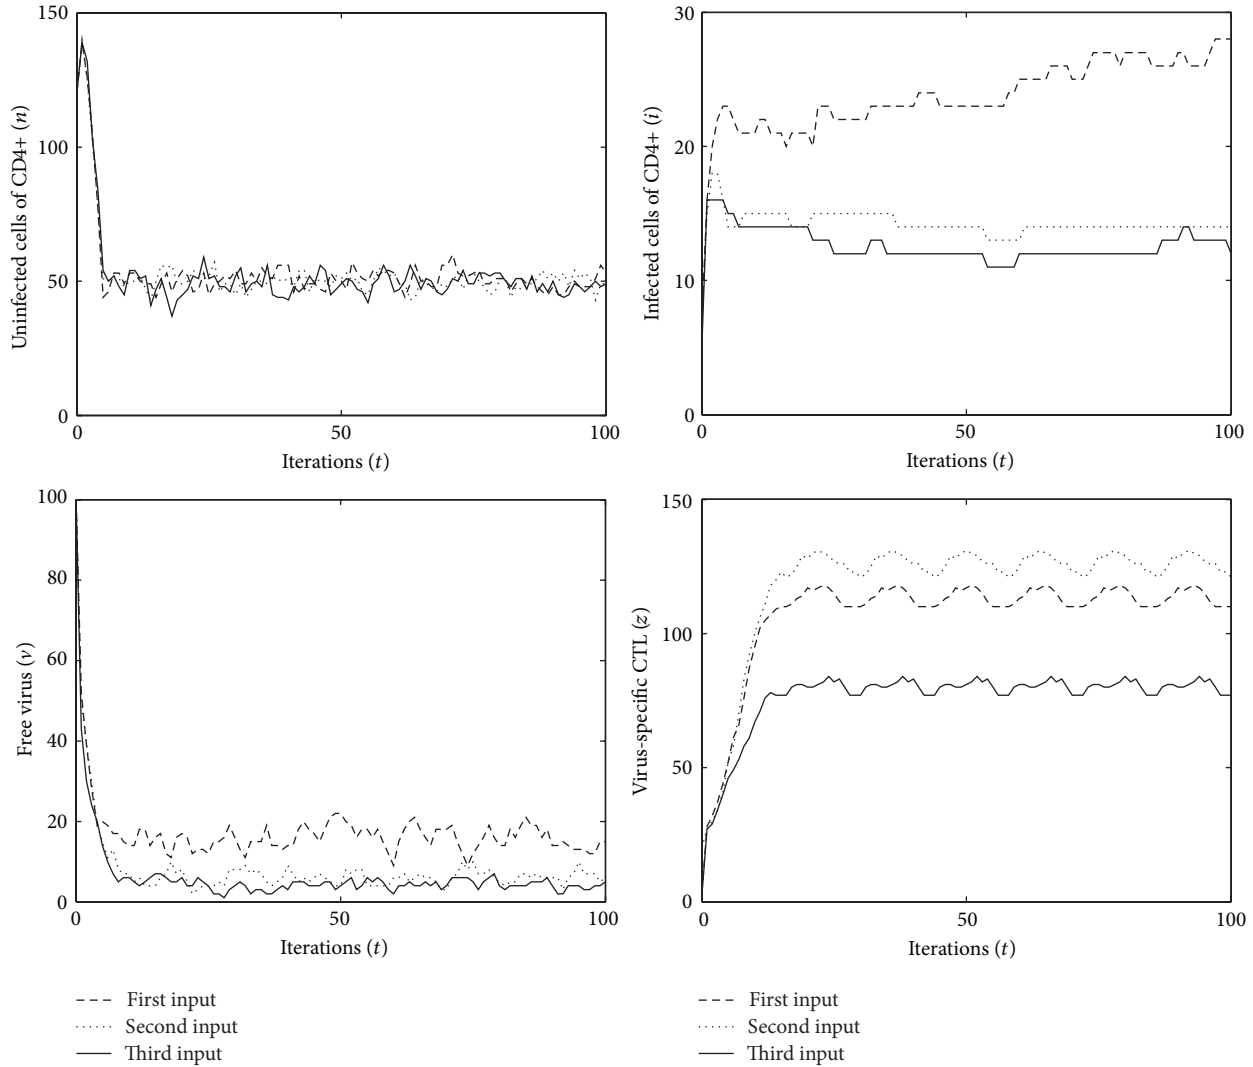 150
100
50
0
Uninfected cells of CD4+ (n)
0
50
100
Iterations (t)
30
20
10
0
Infected cells of CD4+ (i)
0
50
100
Iterations (t)
100
80
60
40
20
0
Free virus (v)
0
50
100
Iterations (t)
150
100
50
0
Virus-specific CTL (z)
0
50
100
Iterations (t)
First input
Second input
Third input
First input
Second input
Third input